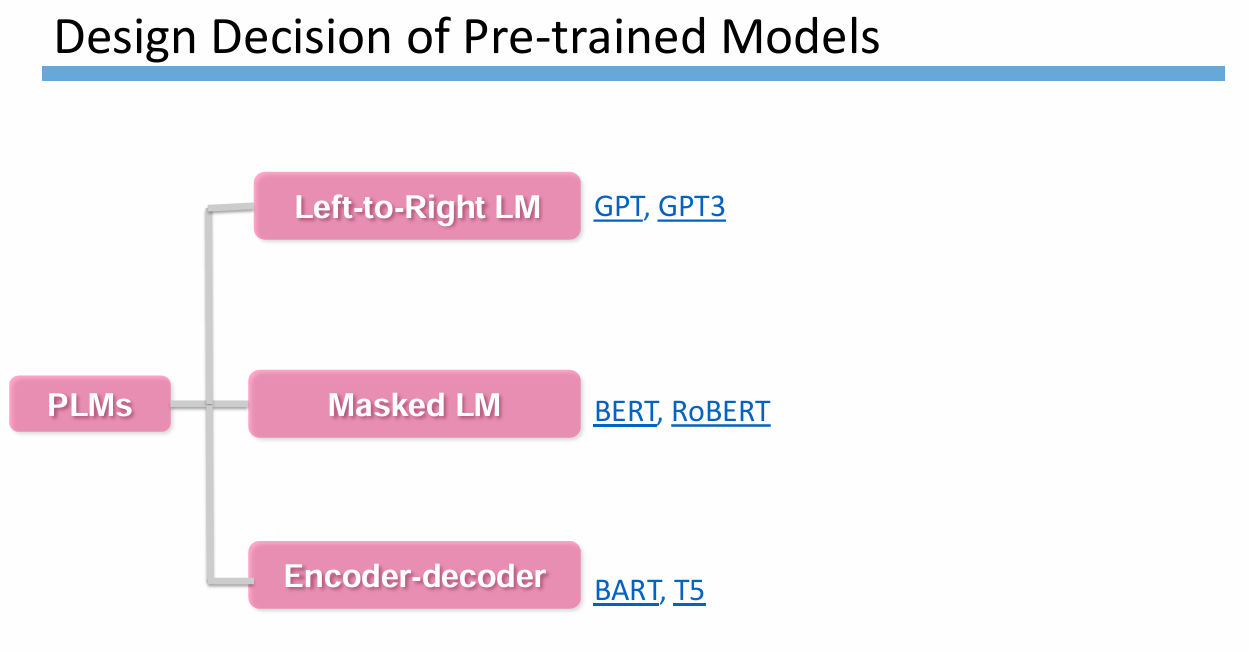 Design Decision of Pre-trained Models
Left-to-Right LM
GPT, GPT3
PLMs
Masked LM
BERT, RoBERT
Encoder-decoder
BART, T5